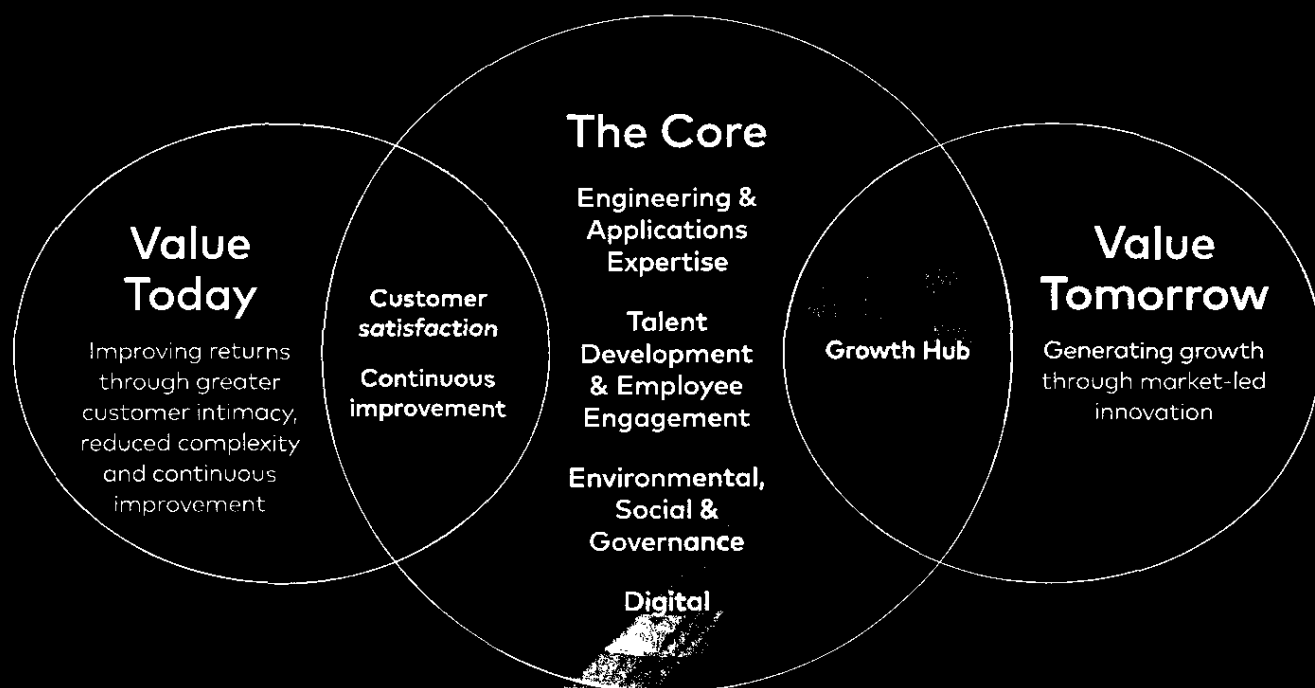 The Core
Engineering &
Applications
Expertise
Talent
Development
& Employee
Engagement
Environmental,
Social &
Governance
Digital
Value
Today
Improving returns
through greater
customer intimacy,
reduced complexity
and continuous
improvement
Customer
satisfaction
Continuous
improvement
Growth Hub
Value
Tomorrow
Generating growth
through market-led
innovation